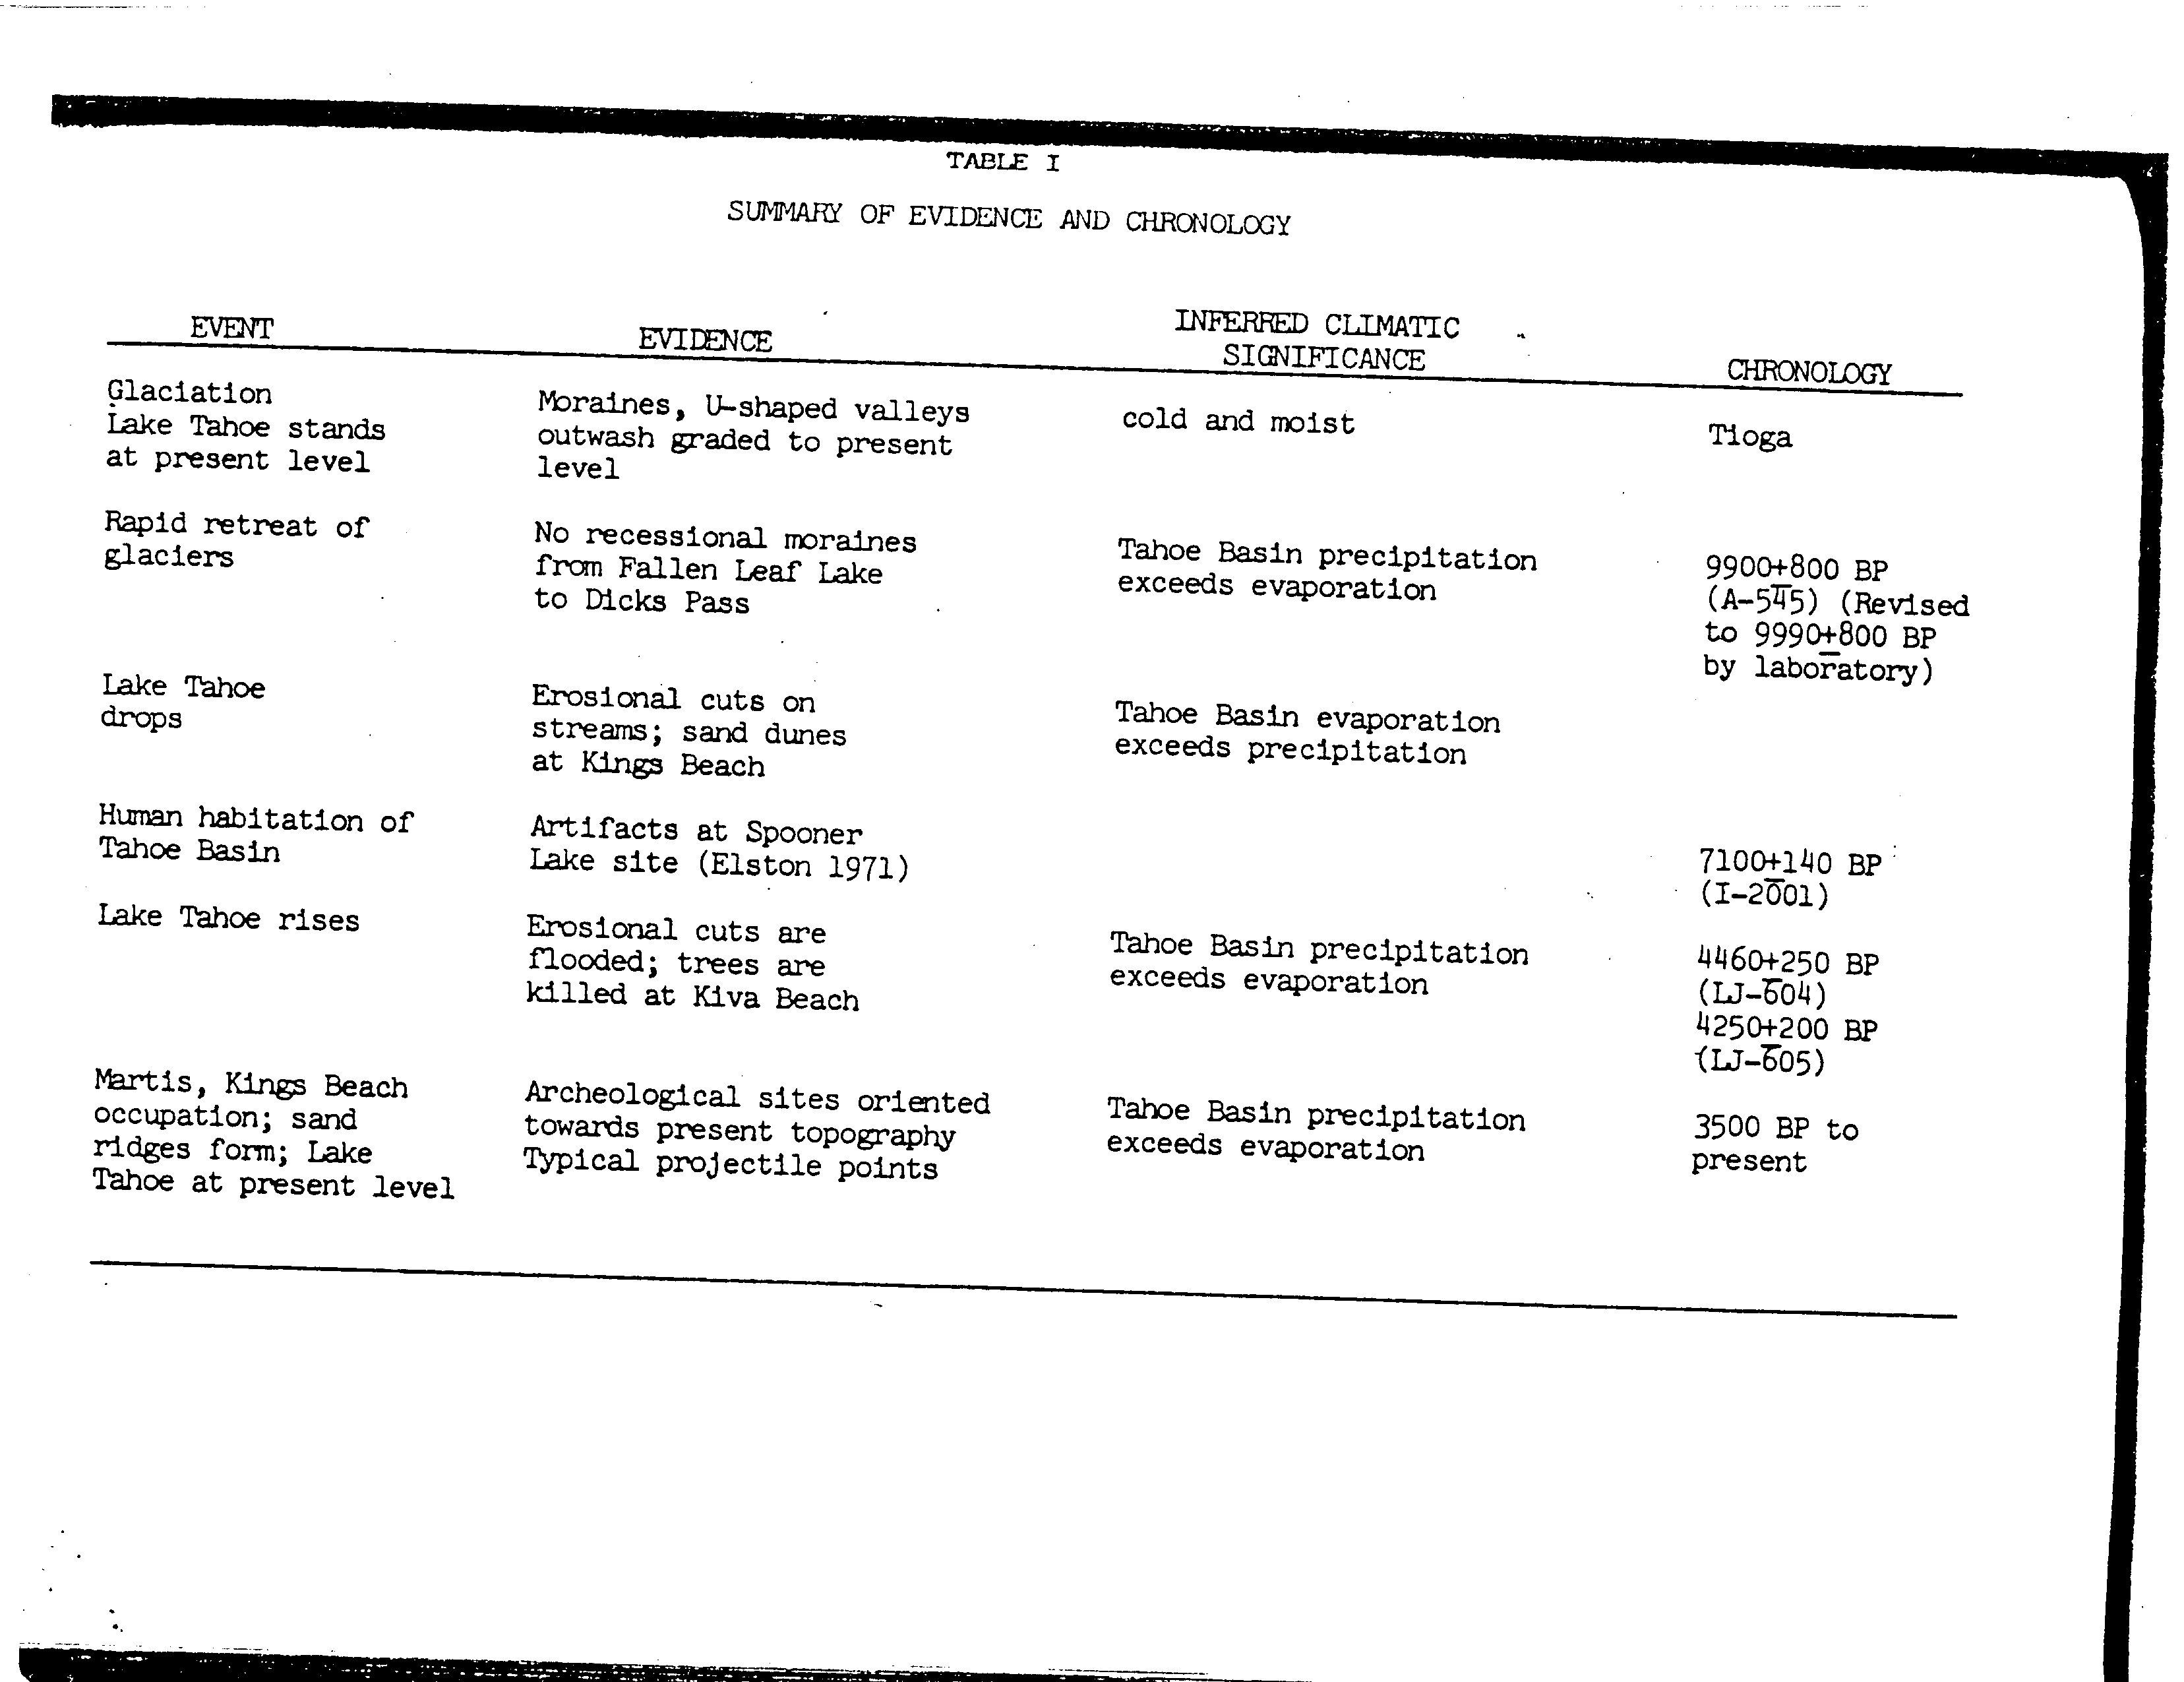 TABLE I
SUMMARY OF EVIDENCE AND CHRONOLOGY
EVENT
EVIDENCE
INFERRED CLIMATIC
SIGNIFICANCE
CHRONOLOGY
Glaciation
Lake Tahoe stands
at present level
Moraines, U-shaped valleys
outwash graded to present
level
cold and moist
Tioga
Rapid retreat of
glaciers
No recessional moraines
from Fallen Leaf Lake
to Dicks Pass
Tahoe Basin precipitation
exceeds evaporation
9900±800 BP
(A-545) (Revised
to 9990±800 BP
by laboratory)
Lake Tahoe
drops
Erosional cuts on
streams; sand dunes
at Kings Beach
Tahoe Basin evaporation
exceeds precipitation
Human habitation of
Tahoe Basin
Artifacts at Spooner
Lake site (Elston 1971)
7100±140 BP
(I-2001)
Lake Tahoe rises
Erosional cuts are
flooded; trees are
killed at Kiva Beach
Tahoe Basin precipitation
exceeds evaporation
4460±250 BP
(LJ-604)
4250±200 BP
(LJ-605)
Martis, Kings Beach
occupation; sand
ridges form; Lake
Tahoe at present level
Archeological sites oriented
towards present topography
Typical projectile points
Tahoe Basin precipitation
exceeds evaporation
3500 BP to
present